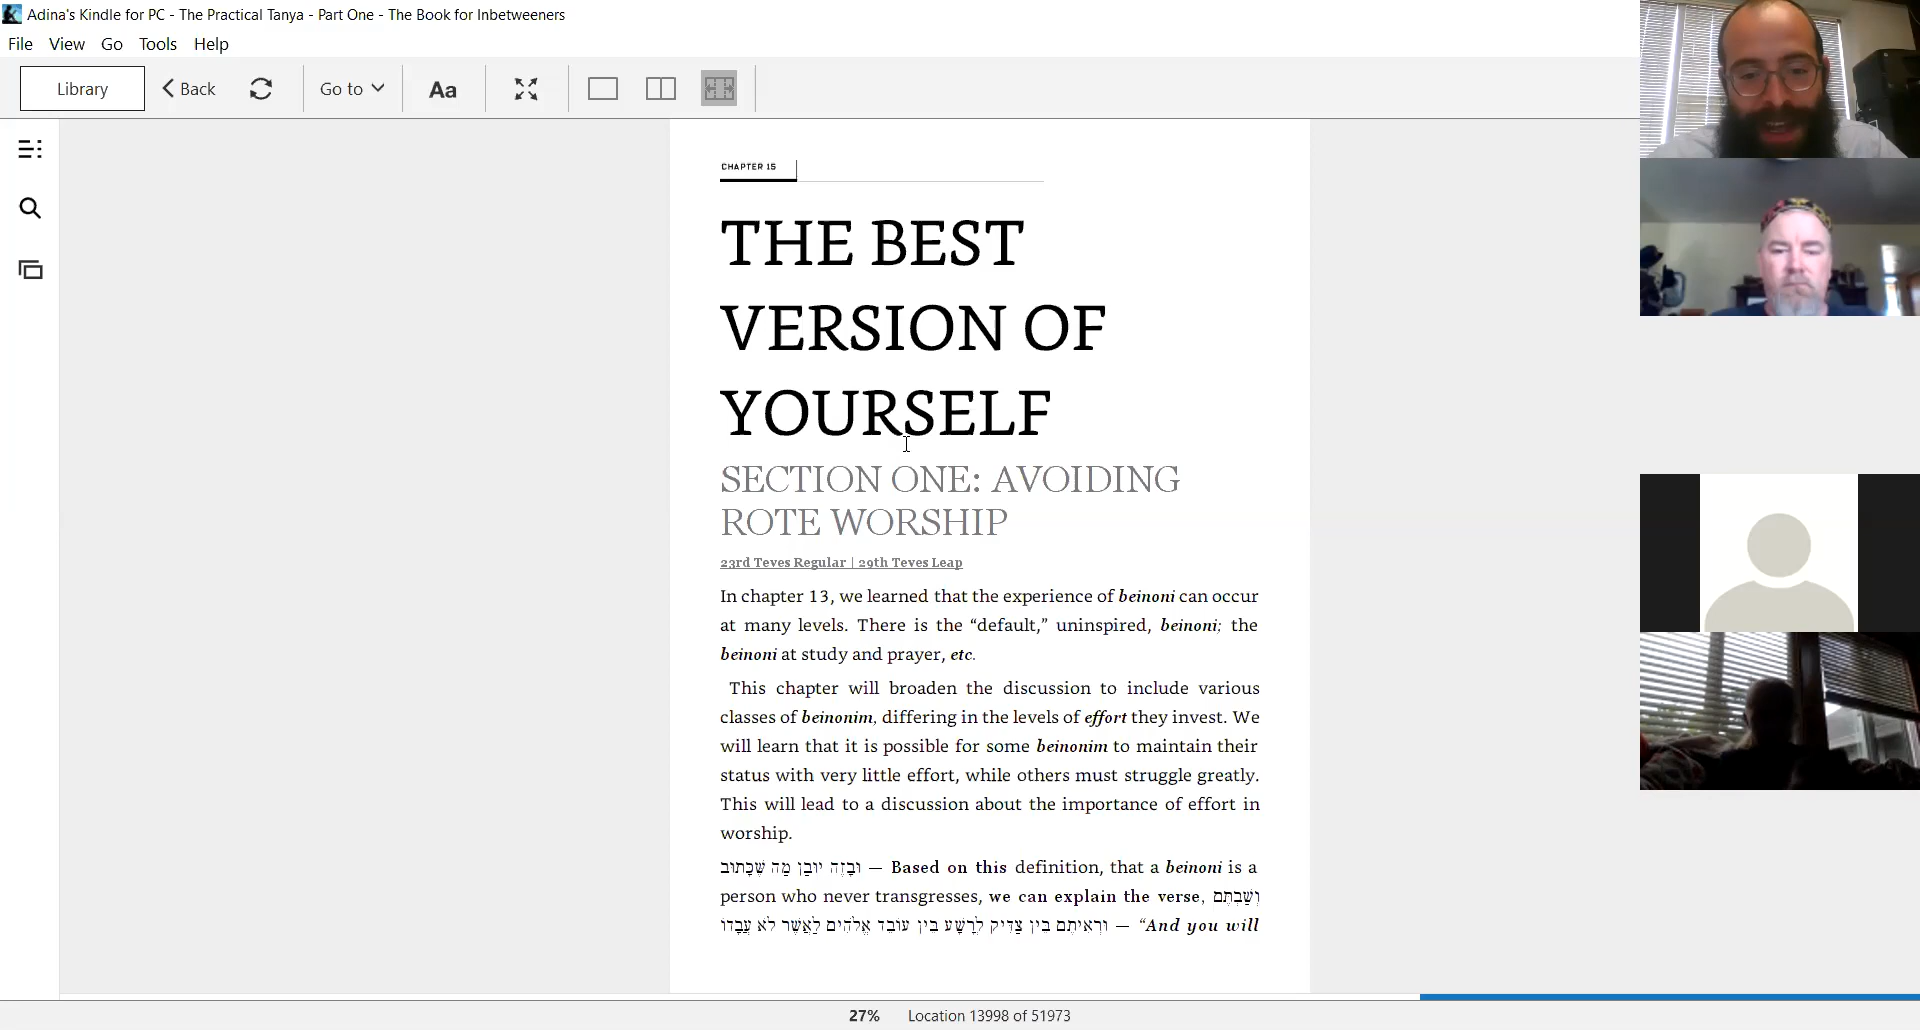 Adina's Kindle for PC - The Practical Tanya - Part One - The Book for Inbetweeners
File View Go Tools Help
Library Back Go to Aa
CHAPTER 15
THE BEST
VERSION OF
YOURSELF
SECTION ONE: AVOIDING
ROTE WORSHIP
23rd Teves Regular | 29th Teves Leap
In chapter 13, we learned that the experience of beinoni can occur
at many levels. There is the “default,” uninspired, beinoni; the
beinoni at study and prayer, etc.
This chapter will broaden the discussion to include various
classes of beinonim, differing in the levels of effort they invest. We
will learn that it is possible for some beinonim to maintain their
status with very little effort, while others must struggle greatly.
This will lead to a discussion about the importance of effort in
worship.
וּבָזֶה יוּבַן מַה שֶּׁכָּתוּב — Based on this definition, that a beinoni is a
person who never transgresses, we can explain the verse, וְשַׁבְתֶּם
וּרְאִיתֶם בֵּין צַדִּיק לְרָשָׁע בֵּין עוֹבֵד אֱלֹהִים לַאֲשֶׁר לֹא עֲבָדוֹ — “And you will
27% Location 13998 of 51973